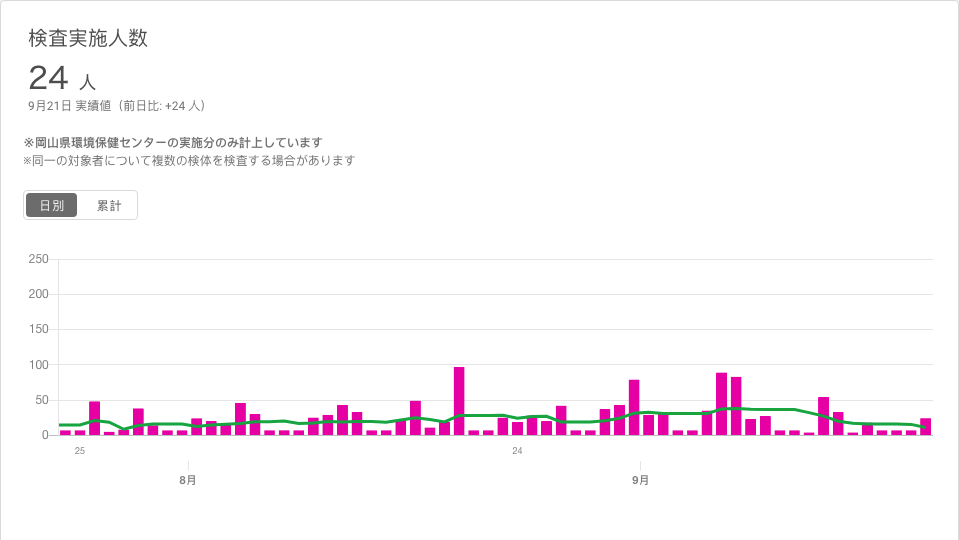 検査実施人数
24 人
9月21日 実績値（前日比: +24 人）
※岡山県環境保健センターの実施分のみ計上しています
※同一の対象者について複数の検体を検査する場合があります
日別 累計
250
200
150
100
50
0
25 24
8月 9月